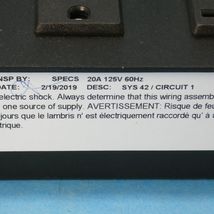 NSP BY: SPECS 20A 125V 60Hz
DATE: 2/19/2019 DESC: SYS 42 / CIRCUIT 1
electric shock. Always determine that this wiring assemb
one source of supply. AVERTISSEMENT: Risque de feu
jours que le lambris n' est électriquement raccordé qu' à
trique.